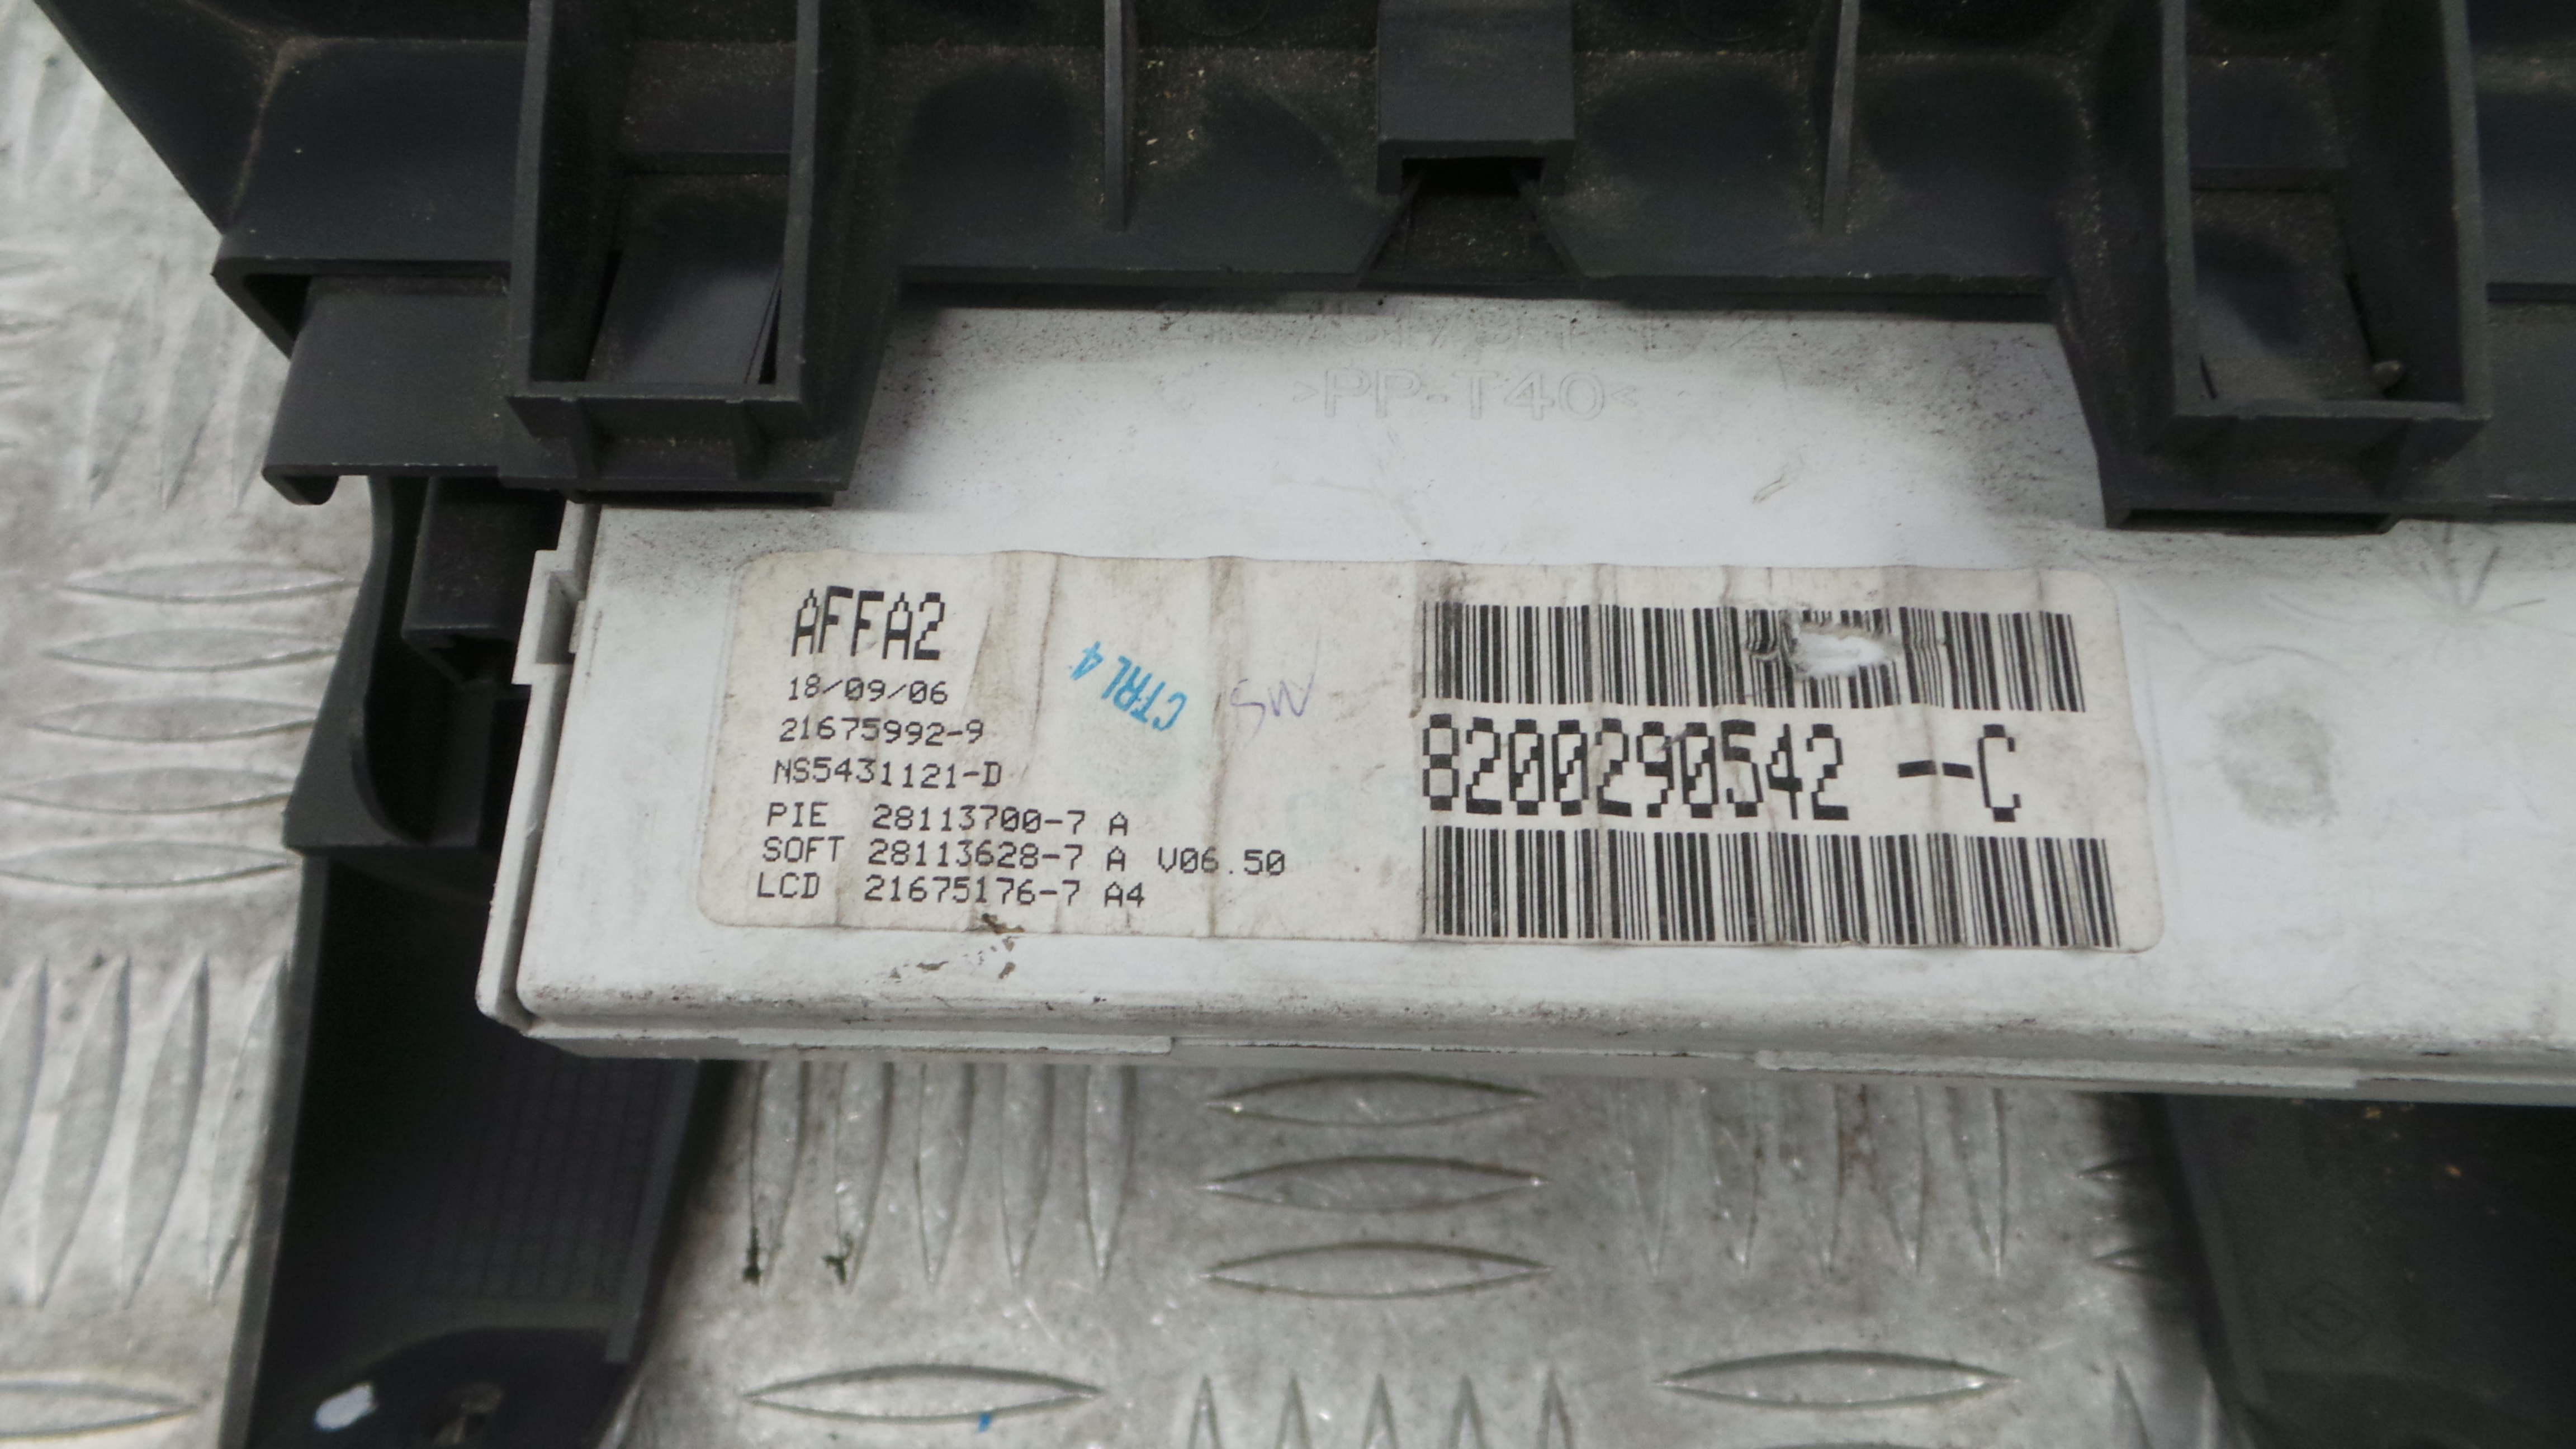 >PP-T40<
AFFA2
18/09/06
21675992-9
NS5431121-D
PIE 28113700-7 A
SOFT 28113628-7 A V06.50
LCD 21675176-7 A4
CTRL 4
SW
8200290542 --C